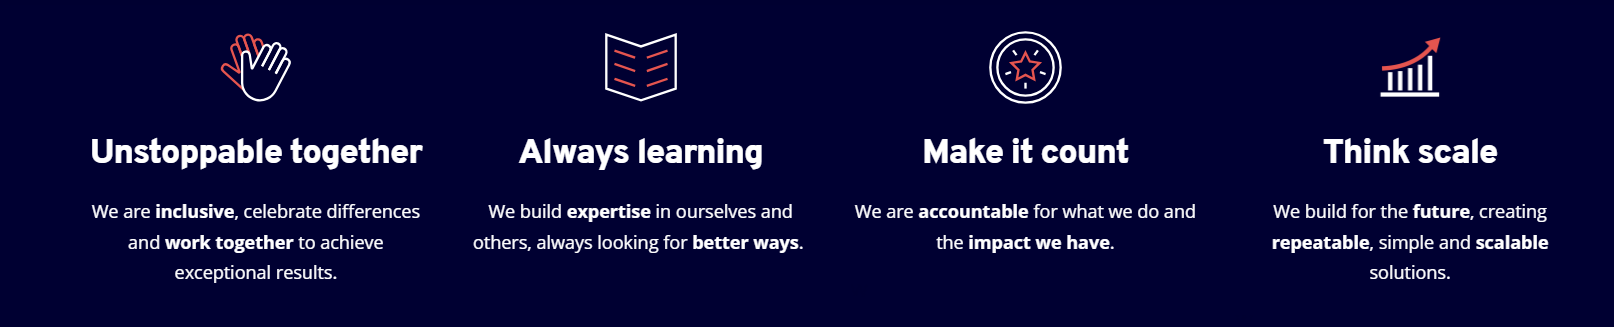 Unstoppable together
We are inclusive, celebrate differences
and work together to achieve
exceptional results.
Always learning
We build expertise in ourselves and
others, always looking for better ways.
Make it count
We are accountable for what we do and
the impact we have.
Think scale
We build for the future, creating
repeatable, simple and scalable
solutions.